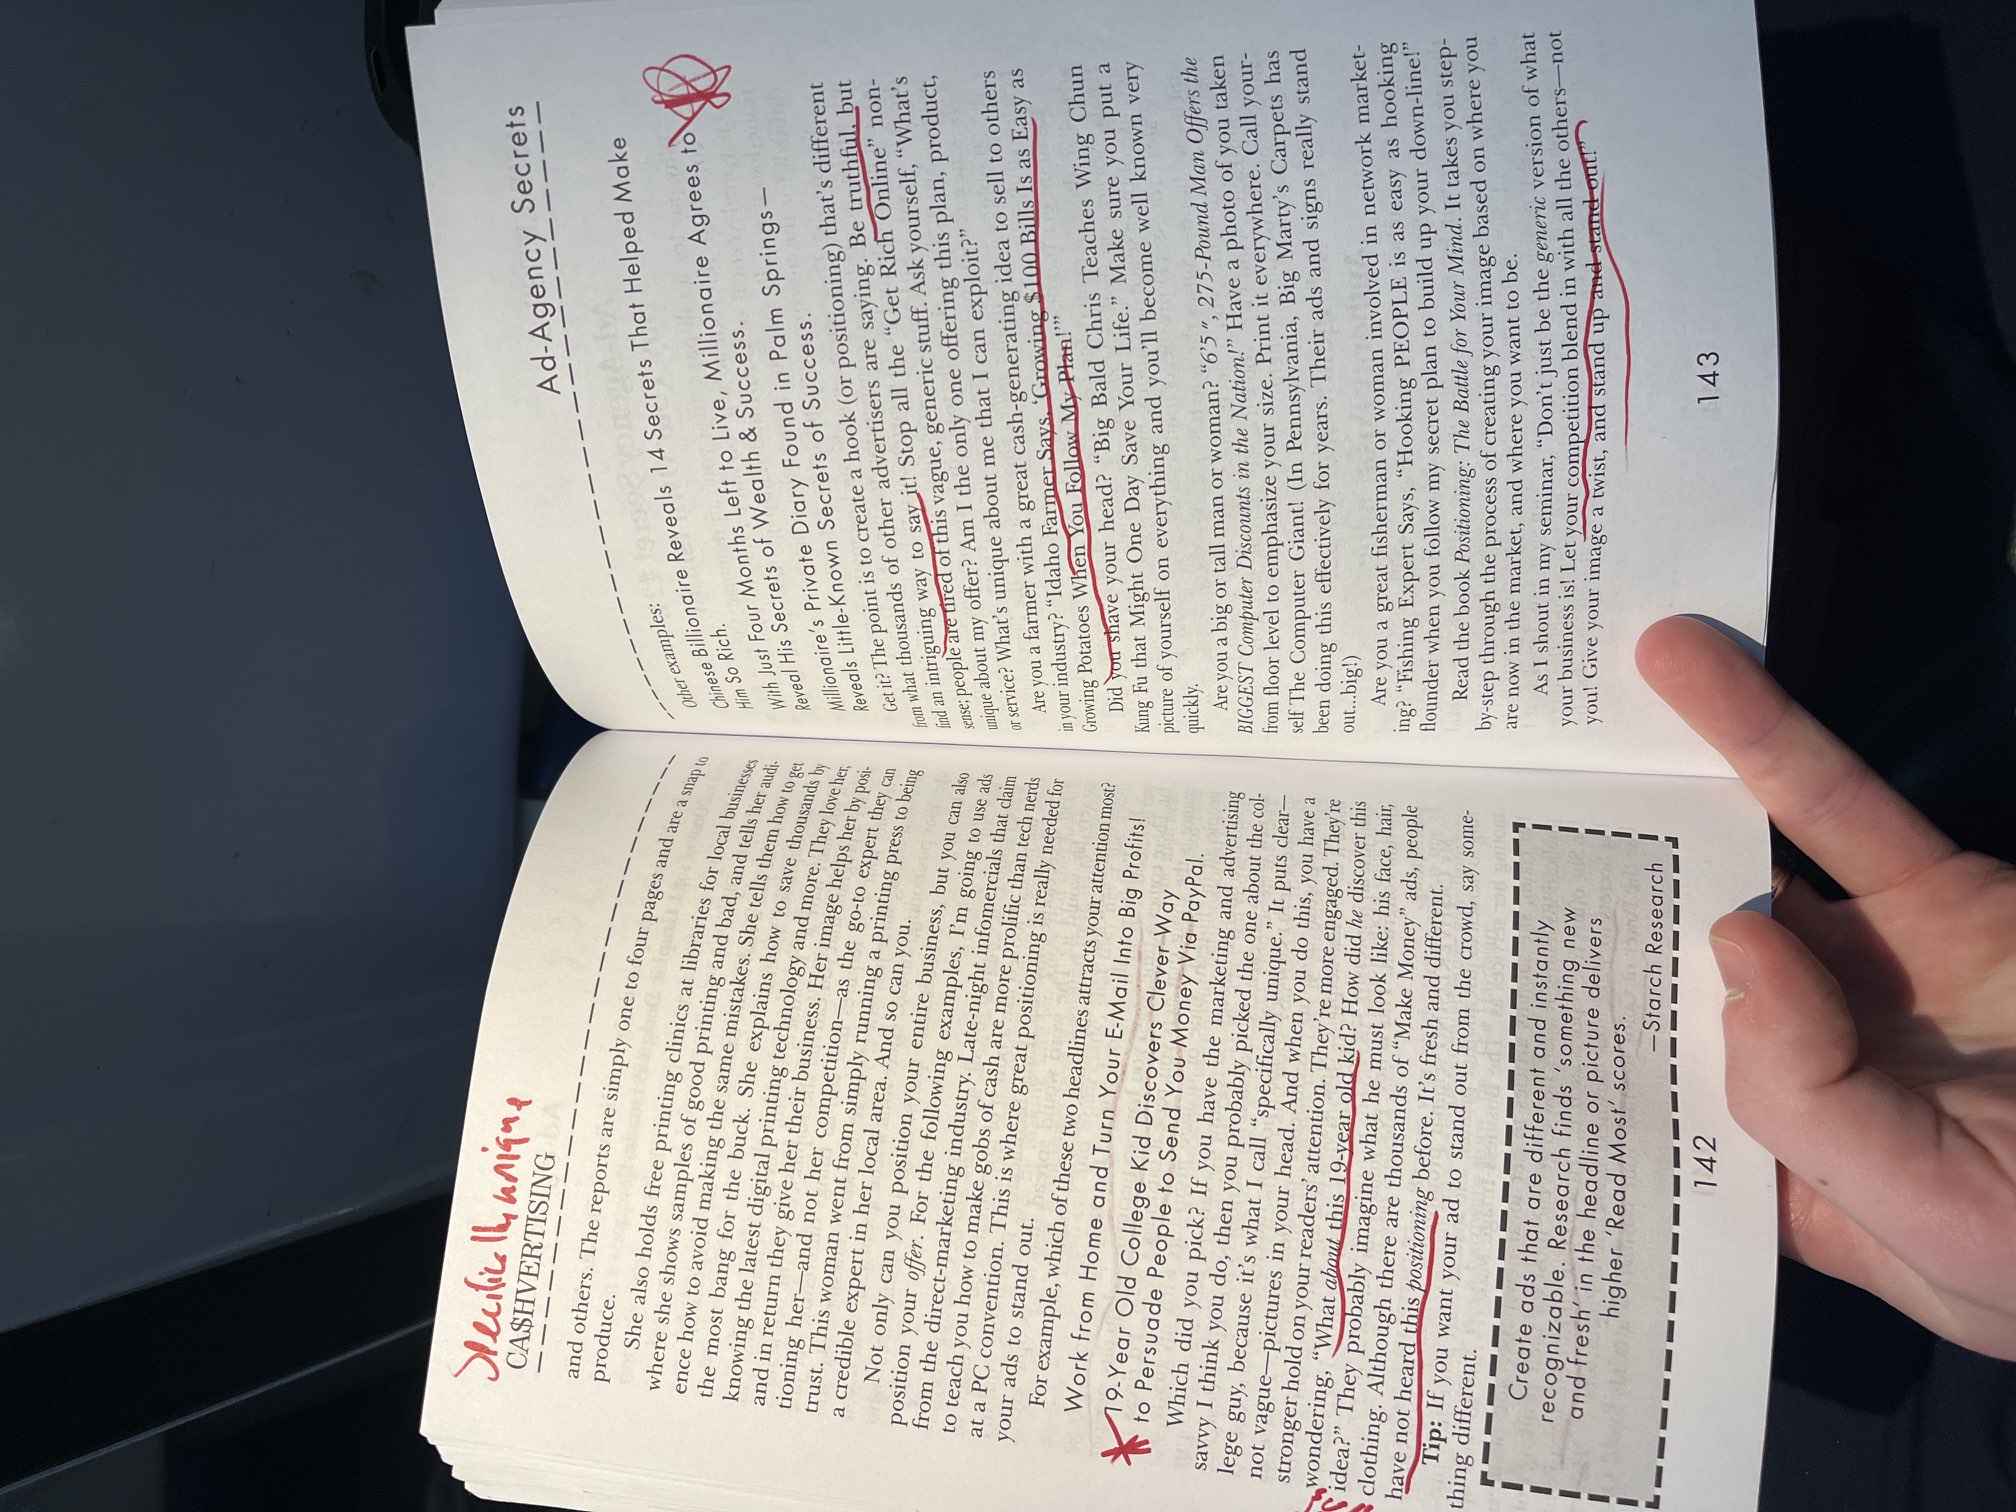 Specifically unique
CA$HVERTISING
and others. The reports are simply one to four pages and are a snap to
produce.
She also holds free printing clinics at libraries for local businesses
where she shows samples of good printing and bad, and tells her audi-
ence how to avoid making the same mistakes. She tells them how to get
the most bang for the buck. She explains how to save thousands by
knowing the latest digital printing technology and more. They love her,
and in return they give her their business. Her image helps her by posi-
tioning her—and not her competition—as the go-to expert they can
trust. This woman went from simply running a printing press to being
a credible expert in her local area. And so can you.
Not only can you position your entire business, but you can also
position your offer. For the following examples, I'm going to use ads
from the direct-marketing industry. Late-night infomercials that claim
to teach you how to make gobs of cash are more prolific than tech nerds
at a PC convention. This is where great positioning is really needed for
your ads to stand out.
For example, which of these two headlines attracts your attention most?
Work from Home and Turn Your E-Mail Into Big Profits!
19-Year Old College Kid Discovers Clever Way
to Persuade People to Send You Money Via PayPal.
Which did you pick? If you have the marketing and advertising
savvy I think you do, then you probably picked the one about the col-
lege guy, because it's what I call "specifically unique." It puts clear—
not vague—pictures in your head. And when you do this, you have a
stronger hold on your readers' attention. They're more engaged. They're
wondering, "What about this 19-year old kid? How did he discover this
idea?" They probably imagine what he must look like: his face, hair,
clothing. Although there are thousands of "Make Money" ads, people
have not heard this positioning before. It's fresh and different.
Tip: If you want your ad to stand out from the crowd, say some-
thing different.
Create ads that are different and instantly
recognizable. Research finds 'something new
and fresh' in the headline or picture delivers
higher 'Read Most' scores.
—Starch Research
142
Ad-Agency Secrets
Other examples:
Chinese Billionaire Reveals 14 Secrets That Helped Make
Him So Rich.
With Just Four Months Left to Live, Millionaire Agrees to
Reveal His Secrets of Wealth & Success.
Millionaire's Private Diary Found in Palm Springs—
Reveals Little-Known Secrets of Success.
Get it? The point is to create a hook (or positioning) that's different
from what thousands of other advertisers are saying. Be truthful, but
find an intriguing way to say it! Stop all the "Get Rich Online" non-
sense; people are tired of this vague, generic stuff. Ask yourself, "What's
unique about my offer? Am I the only one offering this plan, product,
or service? What's unique about me that I can exploit?"
Are you a farmer with a great cash-generating idea to sell to others
in your industry? "Idaho Farmer Says, 'Growing $100 Bills Is as Easy as
Growing Potatoes When You Follow My Plan!'"
Did you shave your head? "Big Bald Chris Teaches Wing Chun
Kung Fu that Might One Day Save Your Life." Make sure you put a
picture of yourself on everything and you'll become well known very
quickly.
Are you a big or tall man or woman? "6'5", 275-Pound Man Offers the
BIGGEST Computer Discounts in the Nation!" Have a photo of you taken
from floor level to emphasize your size. Print it everywhere. Call your-
self The Computer Giant! (In Pennsylvania, Big Marty's Carpets has
been doing this effectively for years. Their ads and signs really stand
out...big!)
Are you a great fisherman or woman involved in network market-
ing? "Fishing Expert Says, "Hooking PEOPLE is as easy as hooking
flounder when you follow my secret plan to build up your down-line!"
Read the book Positioning: The Battle for Your Mind. It takes you step-
by-step through the process of creating your image based on where you
are now in the market, and where you want to be.
As I shout in my seminar, "Don't just be the generic version of what
your business is! Let your competition blend in with all the others—not
you! Give your image a twist, and stand up and stand out!"
143